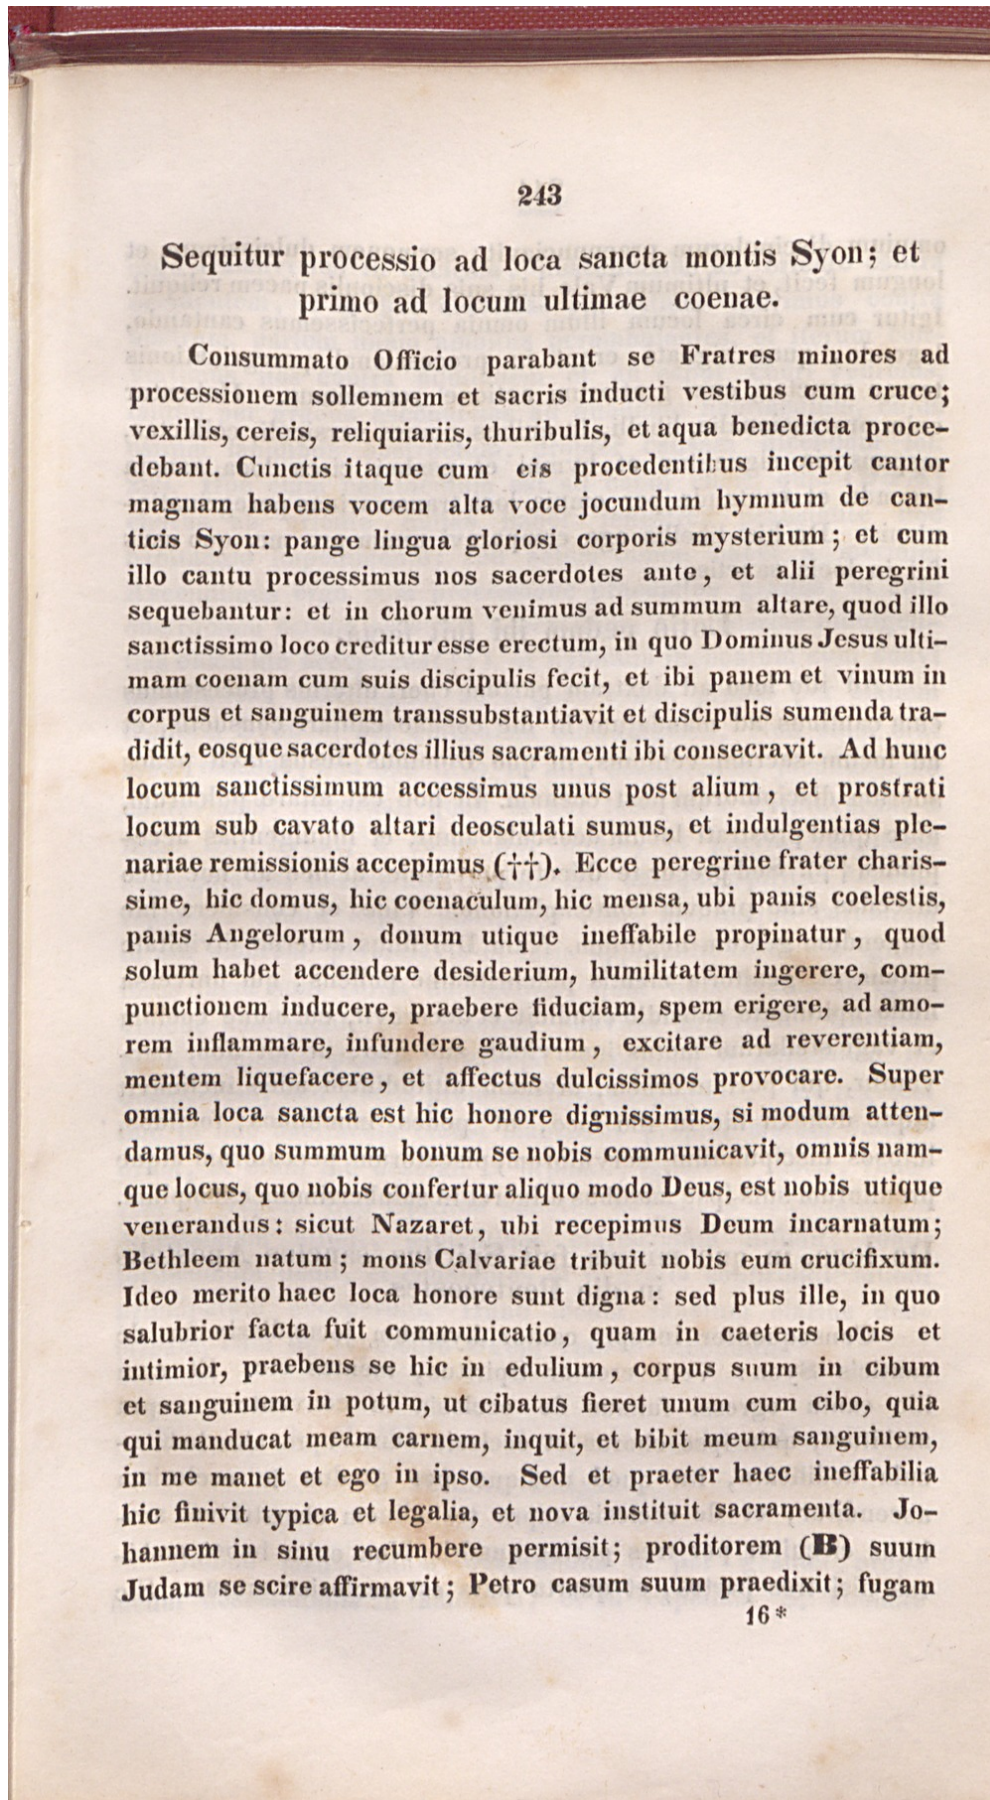 243
Sequitur processio ad loca sancta montis Syon; et
primo ad locum ultimae coenae.
Consummato Officio parabant se Fratres minores ad
processionem sollemnem et sacris inducti vestibus cum cruce;
vexillis, cereis, reliquiariis, thuribulis, et aqua benedicta proce-
debant. Cunctis itaque cum eis procedentibus incepit cantor
magnam habens vocem alta voce jocundum hymnum de can-
ticis Syon: pange lingua gloriosi corporis mysterium; et cum
illo cantu processimus nos sacerdotes ante, et alii peregrini
sequebantur: et in chorum venimus ad summum altare, quod illo
sanctissimo loco creditur esse erectum, in quo Dominus Jesus ulti-
mam coenam cum suis discipulis fecit, et ibi panem et vinum in
corpus et sanguinem transsubstantiavit et discipulis sumenda tra-
didit, eosque sacerdotes illius sacramenti ibi consecravit. Ad hunc
locum sanctissimum accessimus unus post alium, et prostrati
locum sub cavato altari deosculati sumus, et indulgentias ple-
nariae remissionis accepimus (††). Ecce peregrine frater charis-
sime, hic domus, hic coenaculum, hic mensa, ubi panis coelestis,
panis Angelorum, donum utique ineffabile propinatur, quod
solum habet accendere desiderium, humilitatem ingerere, com-
punctionem inducere, praebere fiduciam, spem erigere, ad amo-
rem inflammare, infundere gaudium, excitare ad reverentiam,
mentem liquefacere, et affectus dulcissimos provocare. Super
omnia loca sancta est hic honore dignissimus, si modum atten-
damus, quo summum bonum se nobis communicavit, omnis nam-
que locus, quo nobis confertur aliquo modo Deus, est nobis utique
venerandus: sicut Nazaret, ubi recepimus Deum incarnatum;
Bethleem natum; mons Calvariae tribuit nobis eum crucifixum.
Ideo merito haec loca honore sunt digna: sed plus ille, in quo
salubrior facta fuit communicatio, quam in caeteris locis et
intimior, praebens se hic in edulium, corpus suum in cibum
et sanguinem in potum, ut cibatus fieret unum cum cibo, quia
qui manducat meam carnem, inquit, et bibit meum sanguinem,
in me manet et ego in ipso. Sed et praeter haec ineffabilia
hic finivit typica et legalia, et nova instituit sacramenta. Jo-
hannem in sinu recumbere permisit; proditorem (B) suum
Judam se scire affirmavit; Petro casum suum praedixit; fugam
16*